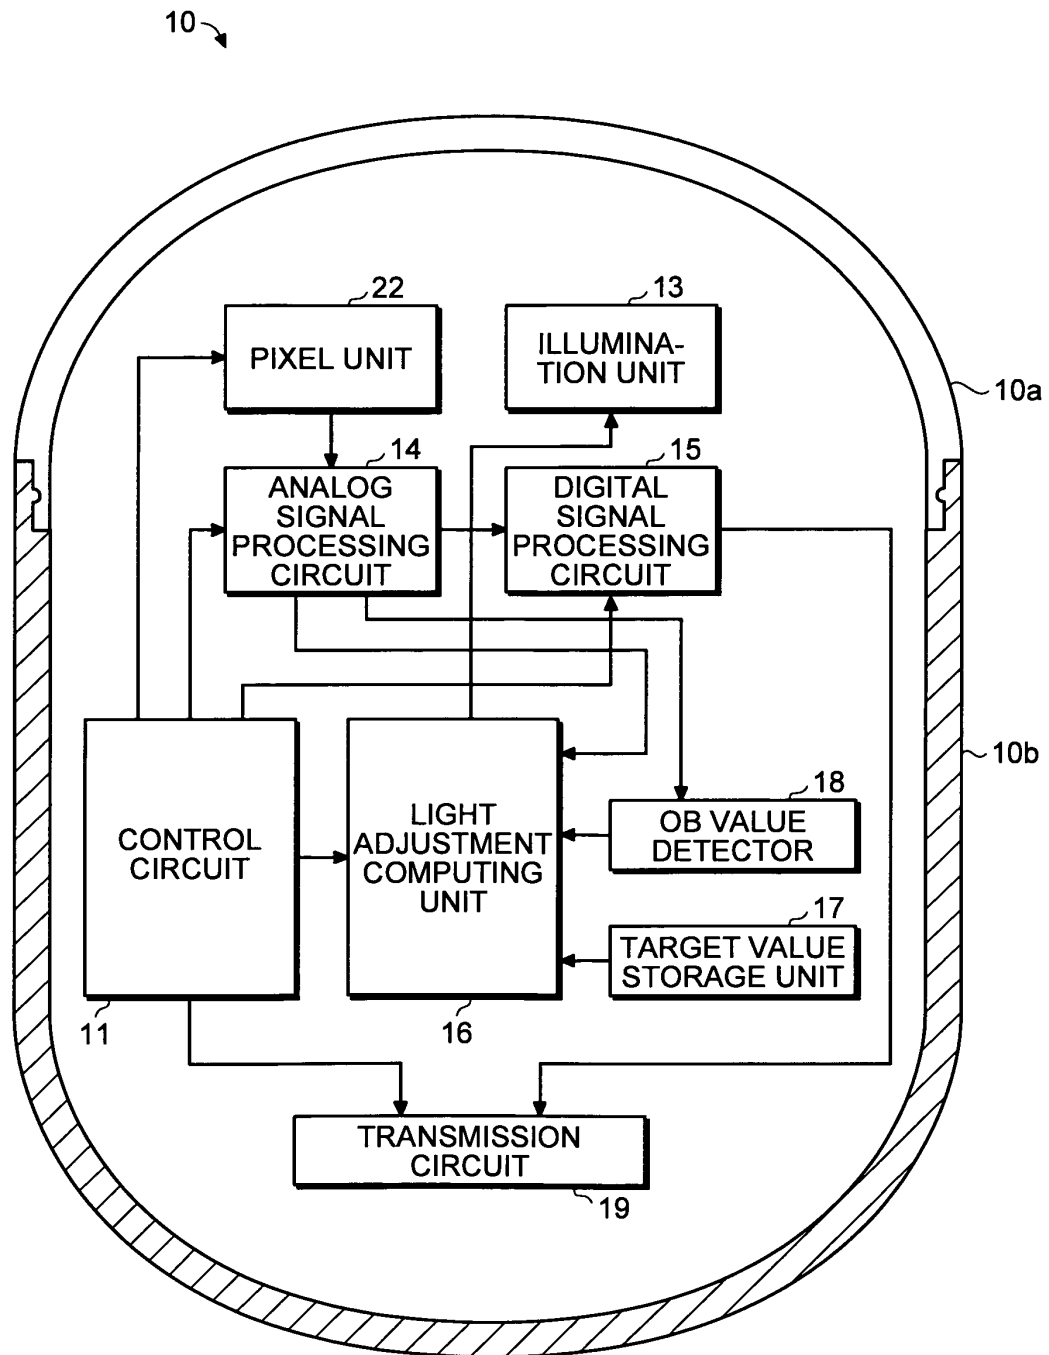 10
22
13
PIXEL UNIT
ILLUMINA-
TION UNIT
10a
14
15
ANALOG
SIGNAL
PROCESSING
CIRCUIT
DIGITAL
SIGNAL
PROCESSING
CIRCUIT
10b
CONTROL
CIRCUIT
LIGHT
ADJUSTMENT
COMPUTING
UNIT
18
OB VALUE
DETECTOR
17
TARGET VALUE
STORAGE UNIT
11
16
TRANSMISSION
CIRCUIT
19